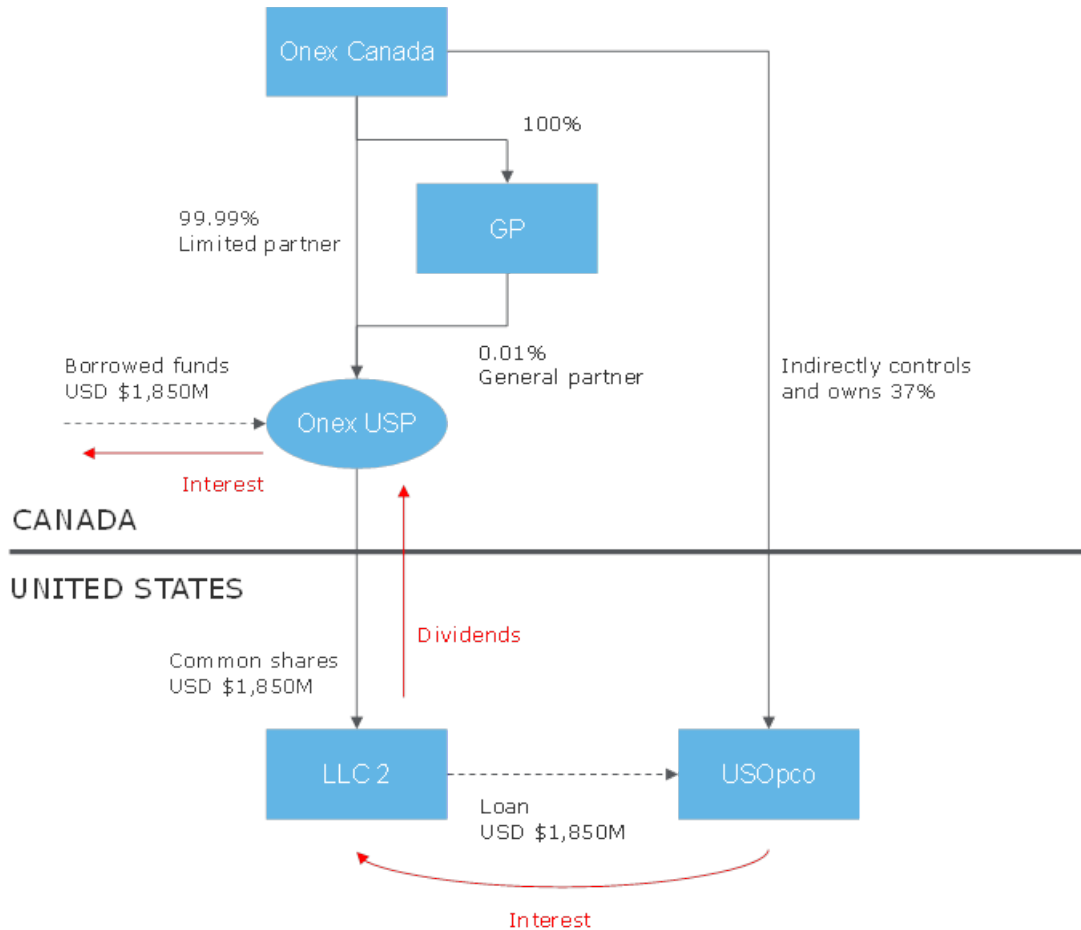 Onex Canada
100%
GP
99.99%
Limited partner
0.01%
General partner
Borrowed funds
USD $1,850M
Indirectly controls
and owns 37%
Onex USP
Interest
CANADA
UNITED STATES
Dividends
Common shares
USD $1,850M
LLC 2
USOpco
Loan
USD $1,850M
Interest